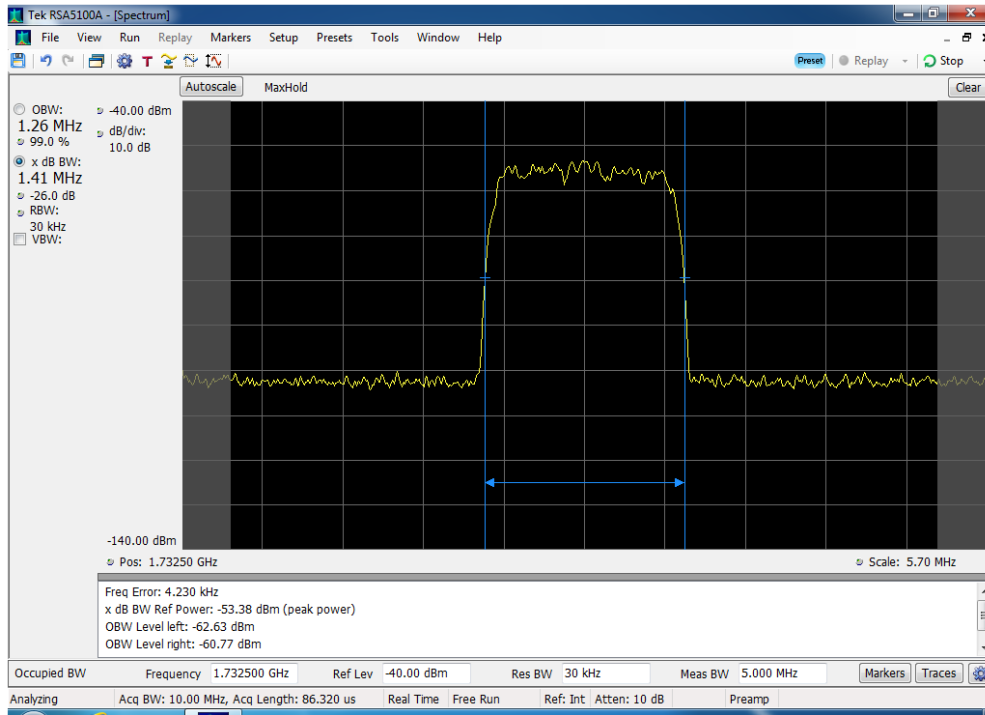 Tek RSA5100A - [Spectrum]
File View Run Replay Markers Setup Presets Tools Window Help
T Preset Replay Stop
Autoscale MaxHold Clear
OBW:
1.26 MHz
99.0 %
x dB BW:
1.41 MHz
-26.0 dB
RBW:
30 kHz
VBW:
-40.00 dBm
dB/div:
10.0 dB
-140.00 dBm
Pos: 1.73250 GHz Scale: 5.70 MHz
Freq Error: 4.230 kHz
x dB BW Ref Power: -53.38 dBm (peak power)
OBW Level left: -62.63 dBm
OBW Level right: -60.77 dBm
Occupied BW Frequency 1.732500 GHz Ref Lev -40.00 dBm Res BW 30 kHz Meas BW 5.000 MHz Markers Traces
Analyzing Acq BW: 10.00 MHz, Acq Length: 86.320 us Real Time Free Run Ref: Int Atten: 10 dB Preamp